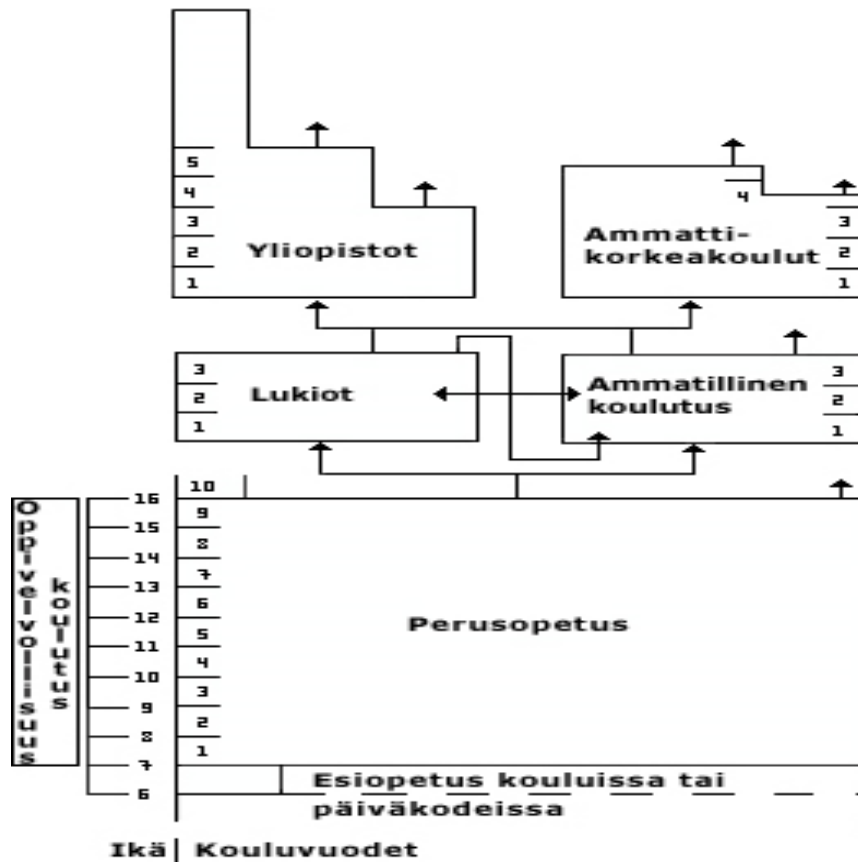 5
4
3
2
1
Yliopistot
4
3
2
1
Ammatti-
korkeakoulut
3
2
1
Lukiot
Ammatillinen
koulutus
3
2
1
Oppivelvollisuus
koulutus
16
15
14
13
12
11
10
9
8
7
6
10
9
8
7
6
5
4
3
2
1
Perusopetus
Esiopetus kouluissa tai
päiväkodeissa
Ikä
Kouluvuodet